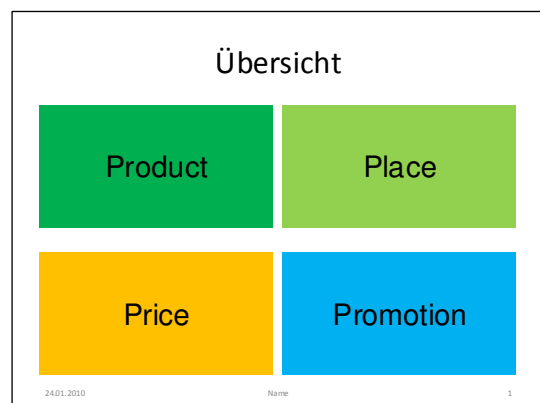 Übersicht
Product
Place
Price
Promotion
24.01.2010
Name
1